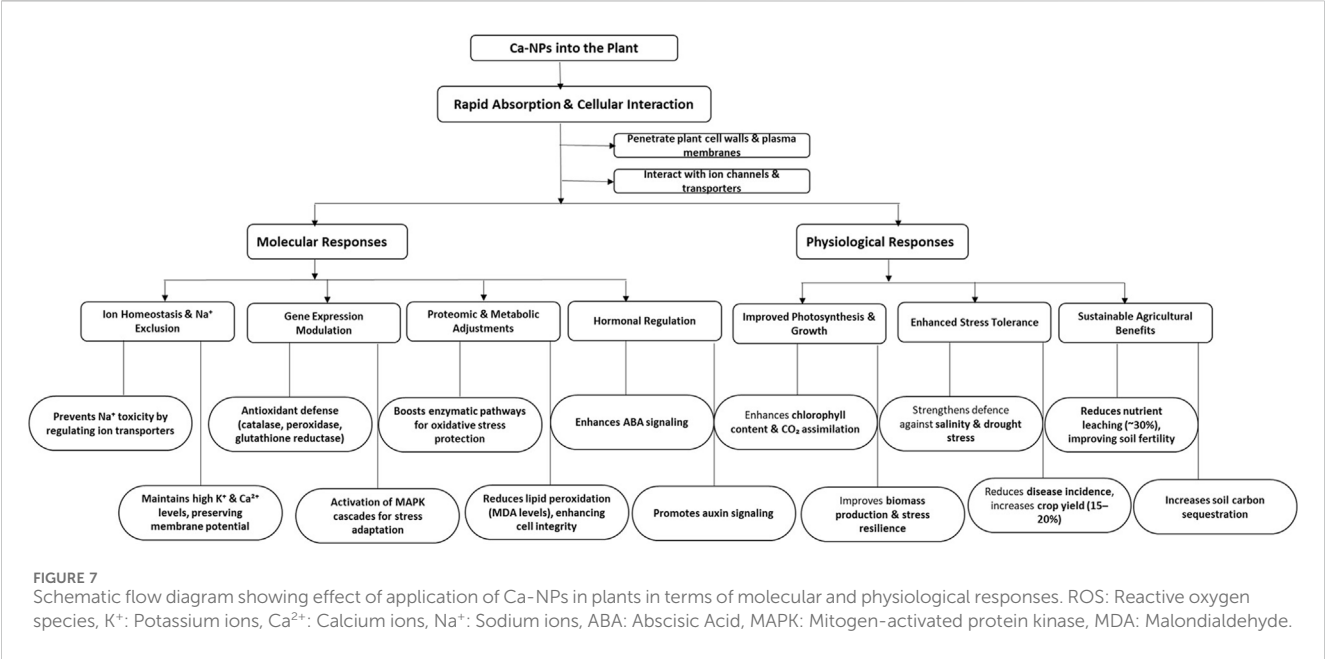 Ca-NPs into the Plant
Rapid Absorption & Cellular Interaction
Penetrate plant cell walls & plasma
membranes
Interact with ion channels &
transporters
Molecular Responses
Physiological Responses
Ion Homeostasis & Na⁺
Exclusion
Gene Expression
Modulation
Proteomic & Metabolic
Adjustments
Hormonal Regulation
Improved Photosynthesis &
Growth
Enhanced Stress Tolerance
Sustainable Agricultural
Benefits
Prevents Na⁺ toxicity by
regulating ion transporters
Antioxidant defense
(catalase, peroxidase,
glutathione reductase)
Boosts enzymatic pathways
for oxidative stress
protection
Enhances ABA signaling
Enhances chlorophyll
content & CO₂ assimilation
Strengthens defence
against salinity & drought
stress
Reduces nutrient
leaching (~30%),
improving soil fertility
Maintains high K⁺ & Ca²⁺
levels, preserving
membrane potential
Activation of MAPK
cascades for stress
adaptation
Reduces lipid peroxidation
(MDA levels), enhancing
cell integrity
Promotes auxin signaling
Improves biomass
production & stress
resilience
Reduces disease incidence,
increases crop yield (15–
20%)
Increases soil carbon
sequestration
FIGURE 7
Schematic flow diagram showing effect of application of Ca-NPs in plants in terms of molecular and physiological responses. ROS: Reactive oxygen
species, K⁺: Potassium ions, Ca²⁺: Calcium ions, Na⁺: Sodium ions, ABA: Abscisic Acid, MAPK: Mitogen-activated protein kinase, MDA: Malondialdehyde.